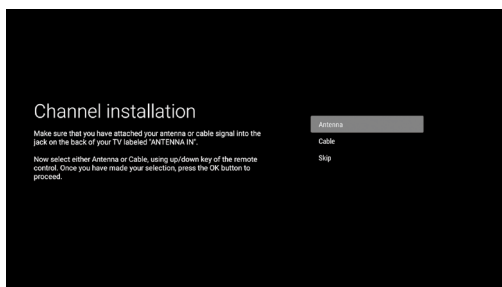 Channel installation
Make sure that you have attached your antenna or cable signal into the
jack on the back of your TV labeled "ANTENNA IN".
Now select either Antenna or Cable, using up/down key of the remote
control. Once you have made your selection, press the OK button to
proceed.
Antenna
Cable
Skip